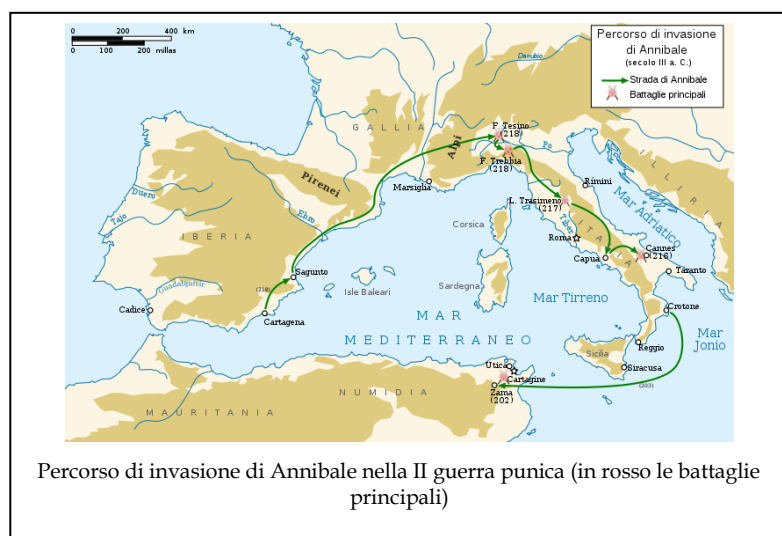 0 200 400 km
0 100 200 millas
Percorso di invasione
di Annibale
(secolo III a. C.)
Strada di Annibale
Battaglie principali
Danubio
GALLIA
Alpi
F. Tesino
(218)
Po
F. Trebbia
(218)
ILLIRIA
Pirenei
Marsiglia
Rimini
Mar Adriatico
Duero
Tajo
Ebro
L. Trasimeno
(217)
Tiber
ITALIA
Corsica
Roma
IBERIA
Capua
Cannes
(216)
Sagunto
Taranto
Isle Baleari
Sardegna
Mar Tirreno
Guadalquivir
(219)
Cadice
Cartagena
MAR
MEDITERRANEO
Crotone
Mar
Jonio
Reggio
Sicilia
Siracusa
Utica
Cartagine
Zama
(202)
(203)
NUMIDIA
MAURITANIA
Percorso di invasione di Annibale nella II guerra punica (in rosso le battaglie
principali)